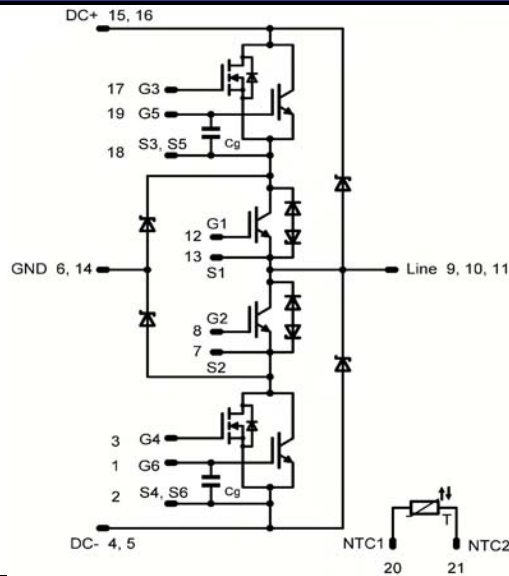 DC+ 15, 16
17 G3
19 G5
Cg
18 S3, S5
G1
12
13
S1
GND 6, 14
Line 9, 10, 11
G2
8
7
S2
3 G4
1 G6
Cg
2 S4, S6
T
NTC1 NTC2
DC- 4, 5
20 21